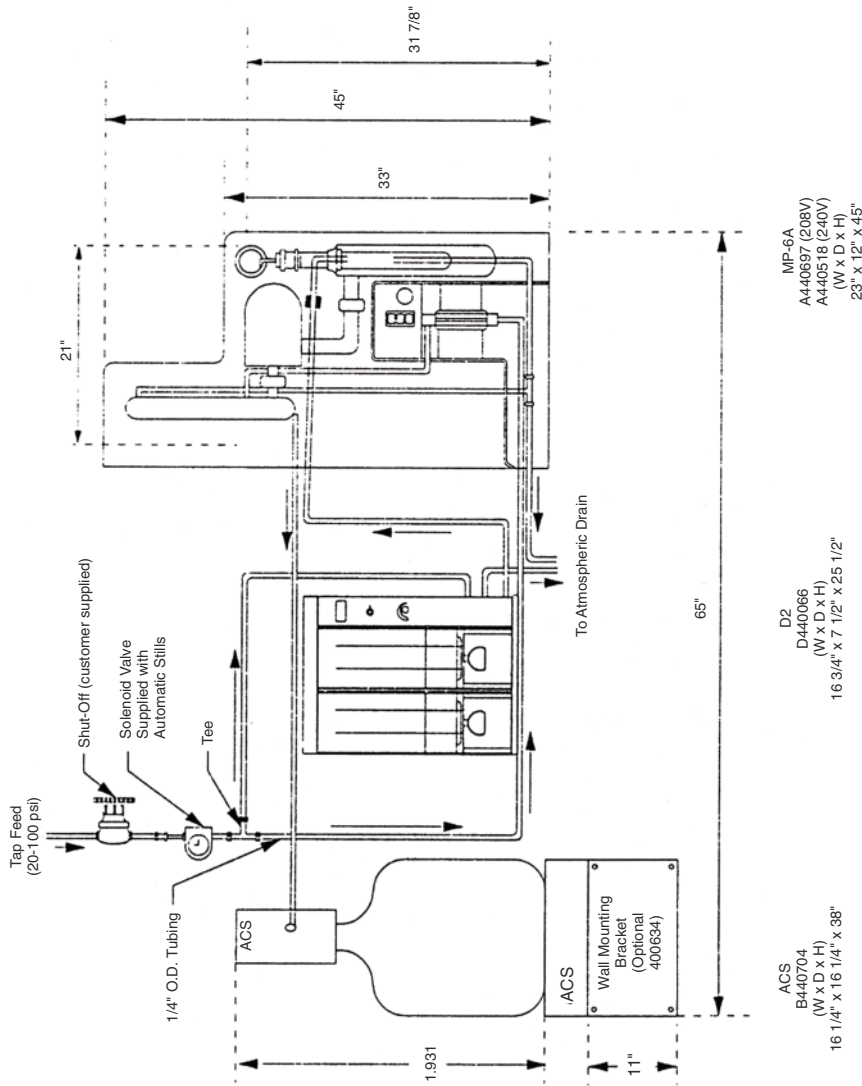 Tap Feed
(20-100 psi)
Shut-Off (customer supplied)
Solenoid Valve
Supplied with
Automatic Stills
Tee
1/4" O.D. Tubing
ACS
ACS
Wall Mounting
Bracket
(Optional
400634)
1.931
11"
21"
33"
45"
31 7/8"
To Atmospheric Drain
65"
ACS
B440704
(W x D x H)
16 1/4" x 16 1/4" x 38"
D2
D440066
(W x D x H)
16 3/4" x 7 1/2" x 25 1/2"
MP-6A
A440697 (208V)
A440518 (240V)
(W x D x H)
23" x 12" x 45"